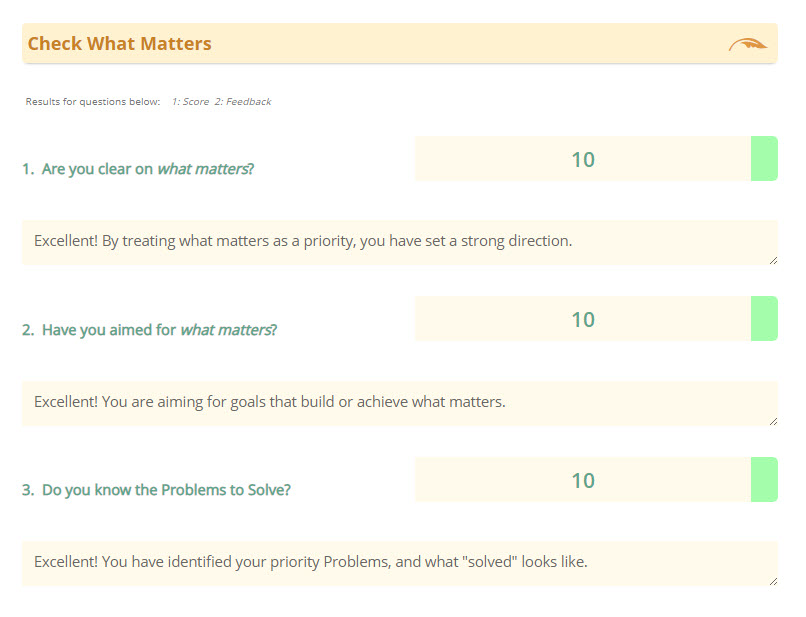 Check What Matters
Results for questions below: 1: Score 2: Feedback
1. Are you clear on what matters?
10
Excellent! By treating what matters as a priority, you have set a strong direction.
2. Have you aimed for what matters?
10
Excellent! You are aiming for goals that build or achieve what matters.
3. Do you know the Problems to Solve?
10
Excellent! You have identified your priority Problems, and what "solved" looks like.